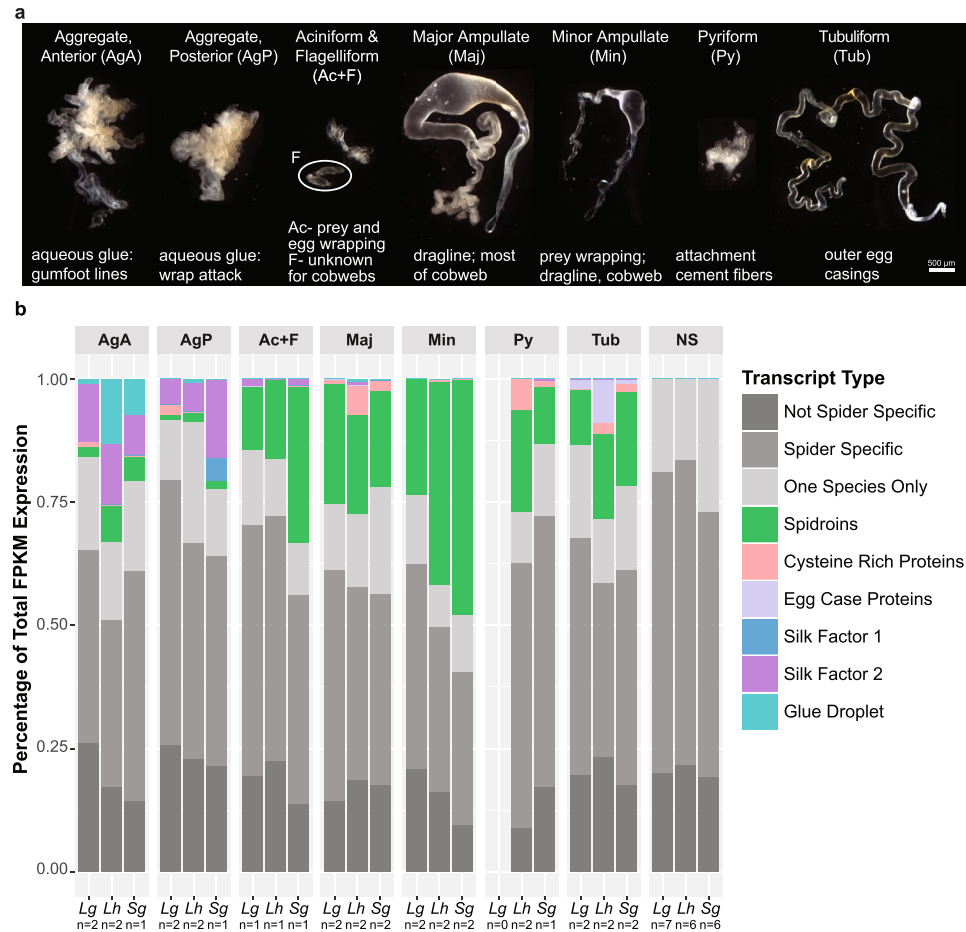 a
Aggregate, Anterior (AgA)
Aggregate, Posterior (AgP)
Aciniform & Flagelliform (Ac+F)
Major Ampullate (Maj)
Minor Ampullate (Min)
Pyriform (Py)
Tubuliform (Tub)
F
aqueous glue: gumfoot lines
aqueous glue: wrap attack
Ac- prey and egg wrapping
F- unknown for cobwebs
dragline; most of cobweb
prey wrapping; dragline, cobweb
attachment cement fibers
outer egg casings
500 µm
b
AgA AgP Ac+F Maj Min Py Tub NS
Percentage of Total FPKM Expression
1.00
0.75
0.50
0.25
0.00
Lg Lh Sg Lg Lh Sg Lg Lh Sg Lg Lh Sg Lg Lh Sg Lg Lh Sg Lg Lh Sg Lg Lh Sg
n=2 n=2 n=1 n=2 n=2 n=1 n=1 n=1 n=1 n=2 n=2 n=2 n=2 n=2 n=2 n=0 n=2 n=1 n=2 n=2 n=2 n=7 n=6 n=6
Transcript Type
Not Spider Specific
Spider Specific
One Species Only
Spidroins
Cysteine Rich Proteins
Egg Case Proteins
Silk Factor 1
Silk Factor 2
Glue Droplet